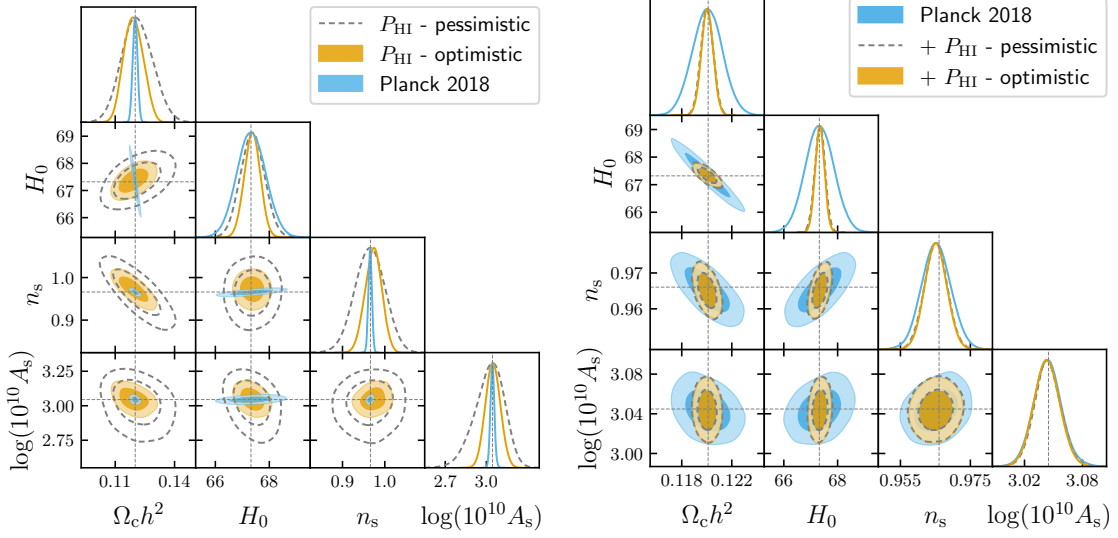 P_HI - pessimistic
P_HI - optimistic
Planck 2018
69
68
67
66
H_0
1.0
0.9
n_s
3.25
3.00
2.75
log(10^10 A_s)
0.11 0.14
66 68
0.9 1.0
2.7 3.0
Ω_c h^2
H_0
n_s
log(10^10 A_s)
Planck 2018
+ P_HI - pessimistic
+ P_HI - optimistic
69
68
67
66
H_0
0.97
0.96
n_s
3.08
3.04
3.00
log(10^10 A_s)
0.118 0.122
66 68
0.955 0.975
3.02 3.08
Ω_c h^2
H_0
n_s
log(10^10 A_s)